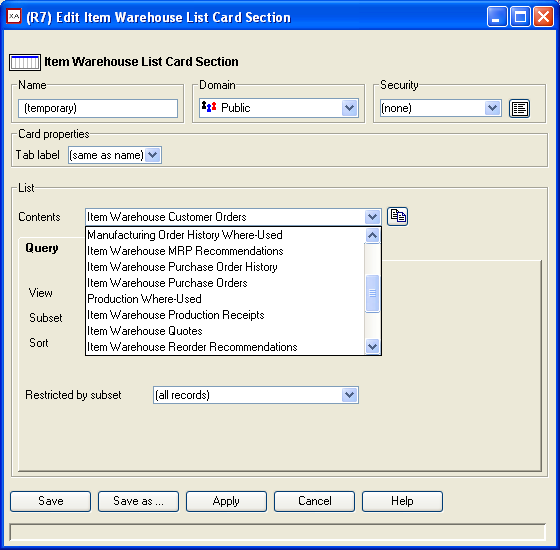 XA (R7) Edit Item Warehouse List Card Section
Item Warehouse List Card Section
Name Domain Security
(temporary) Public (none)
Card properties
Tab label (same as name)
List
Contents Item Warehouse Customer Orders
Manufacturing Order History Where-Used
Query Item Warehouse MRP Recommendations
Item Warehouse Purchase Order History
Item Warehouse Purchase Orders
View Production Where-Used
Subset Item Warehouse Production Receipts
Item Warehouse Quotes
Sort Item Warehouse Reorder Recommendations
Restricted by subset (all records)
Save Save as ... Apply Cancel Help